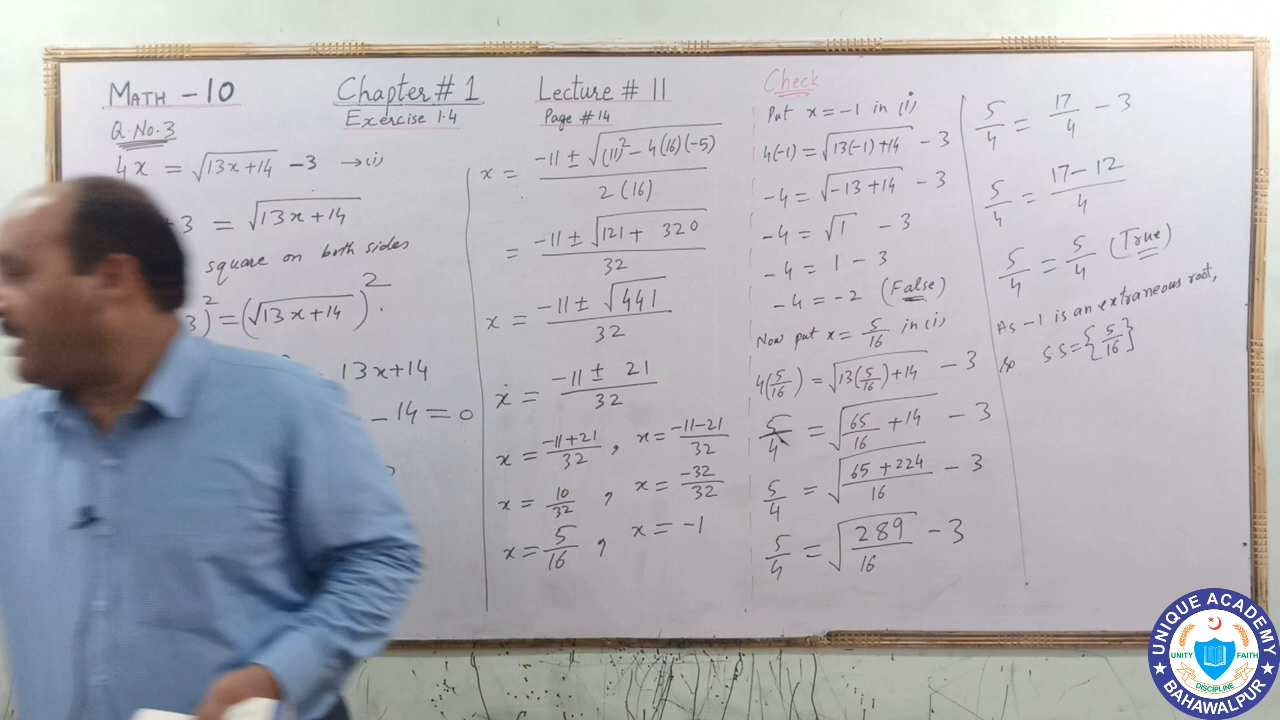 MATH - 10
Chapter # 1
Lecture # 11
Exercise 1.4
Page # 14
Q.No.3
4x = √(13x+14) - 3 → (i)
+3 = √(13x+14)
square on both sides
3)² = (√(13x+14))².
= 13x+14
- 14 = 0
x = (-11 ± √((11)² - 4(16)(-5))) / 2(16)
= (-11 ± √(121 + 320)) / 32
x = (-11 ± √441) / 32
x = (-11 ± 21) / 32
x = (-11+21)/32 , x = (-11-21)/32
x = 10/32 , x = -32/32
x = 5/16 , x = -1
Check
Put x = -1 in (i)
4(-1) = √(13(-1)+14) - 3
-4 = √(-13+14) - 3
-4 = √1 - 3
-4 = 1 - 3
-4 = -2 (False)
Now put x = 5/16 in (i)
4(5/16) = √(13(5/16)+14) - 3
5/4 = √(65/16 + 14) - 3
5/4 = √((65+224)/16) - 3
5/4 = √(289/16) - 3
5/4 = 17/4 - 3
5/4 = (17-12)/4
5/4 = 5/4 (True)
As -1 is an extraneous root,
so S S = {5/16}
UNIQUE ACADEMY
UNITY FAITH
DISCIPLINE
BAHAWALPUR